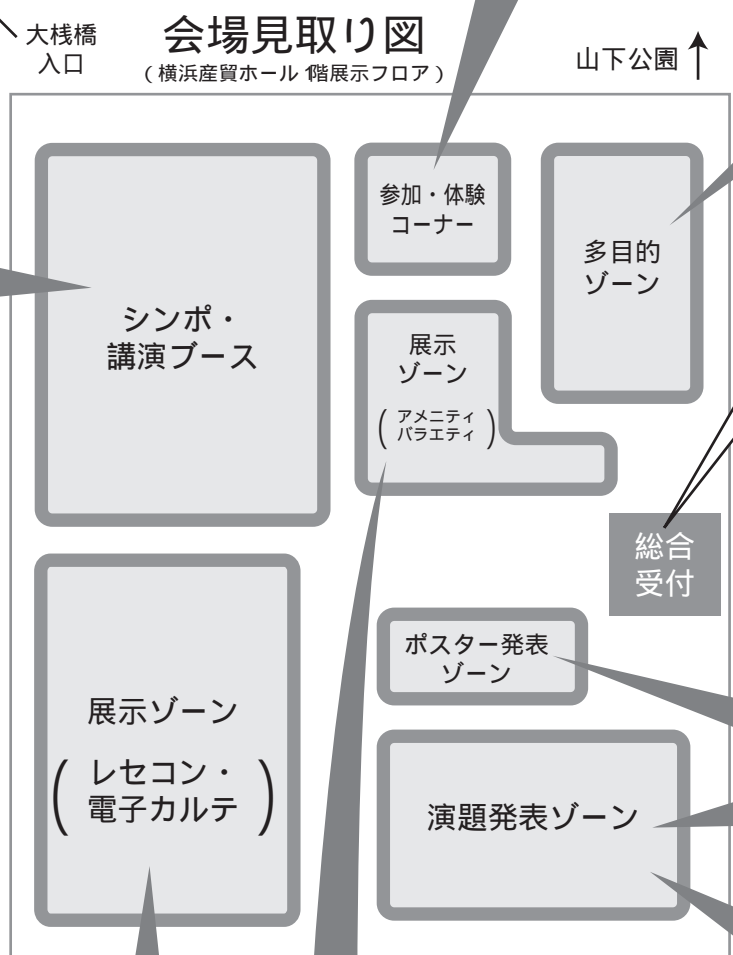 大桟橋
入口
会場見取り図
(横浜産貿ホール1階展示フロア)
山下公園
シンポ・
講演ブース
参加・体験
コーナー
多目的
ゾーン
展示
ゾーン
(アメニティ
バラエティ)
総合
受付
ポスター発表
ゾーン
展示ゾーン
(レセコン・
電子カルテ)
演題発表ゾーン